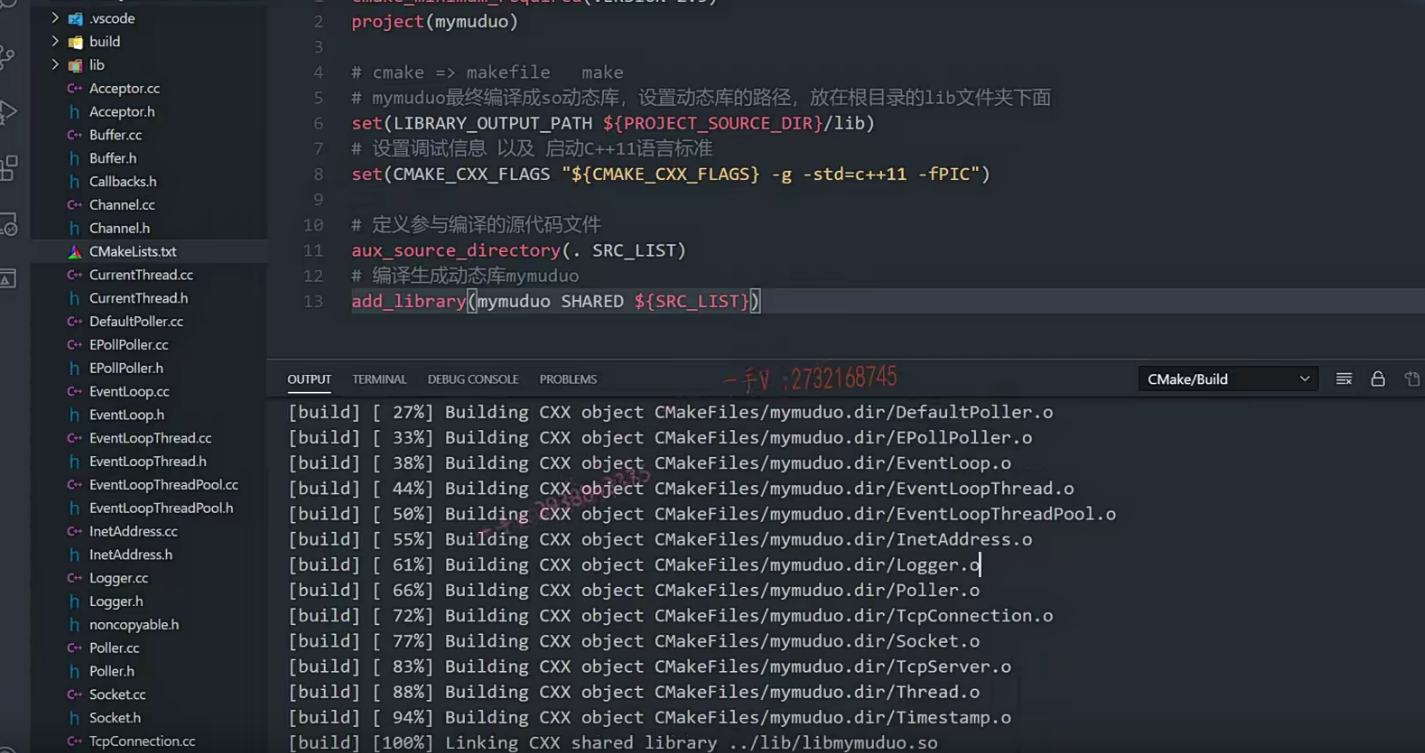 .vscode
build
lib
Acceptor.cc
Acceptor.h
Buffer.cc
Buffer.h
Callbacks.h
Channel.cc
Channel.h
CMakeLists.txt
CurrentThread.cc
CurrentThread.h
DefaultPoller.cc
EPollPoller.cc
EPollPoller.h
EventLoop.cc
EventLoop.h
EventLoopThread.cc
EventLoopThread.h
EventLoopThreadPool.cc
EventLoopThreadPool.h
InetAddress.cc
InetAddress.h
Logger.cc
Logger.h
noncopyable.h
Poller.cc
Poller.h
Socket.cc
Socket.h
TcpConnection.cc
2 project(mymuduo)
3
4 # cmake => makefile   make
5 # mymuduo最终编译成so动态库，设置动态库的路径，放在根目录的lib文件夹下面
6 set(LIBRARY_OUTPUT_PATH ${PROJECT_SOURCE_DIR}/lib)
7 # 设置调试信息 以及 启动C++11语言标准
8 set(CMAKE_CXX_FLAGS "${CMAKE_CXX_FLAGS} -g -std=c++11 -fPIC")
9
10 # 定义参与编译的源代码文件
11 aux_source_directory(. SRC_LIST)
12 # 编译生成动态库mymuduo
13 add_library(mymuduo SHARED ${SRC_LIST})
OUTPUT TERMINAL DEBUG CONSOLE PROBLEMS 一手V :2732168745 CMake/Build
[build] [ 27%] Building CXX object CMakeFiles/mymuduo.dir/DefaultPoller.o
[build] [ 33%] Building CXX object CMakeFiles/mymuduo.dir/EPollPoller.o
[build] [ 38%] Building CXX object CMakeFiles/mymuduo.dir/EventLoop.o
[build] [ 44%] Building CXX object CMakeFiles/mymuduo.dir/EventLoopThread.o
[build] [ 50%] Building CXX object CMakeFiles/mymuduo.dir/EventLoopThreadPool.o
[build] [ 55%] Building CXX object CMakeFiles/mymuduo.dir/InetAddress.o
[build] [ 61%] Building CXX object CMakeFiles/mymuduo.dir/Logger.o
[build] [ 66%] Building CXX object CMakeFiles/mymuduo.dir/Poller.o
[build] [ 72%] Building CXX object CMakeFiles/mymuduo.dir/TcpConnection.o
[build] [ 77%] Building CXX object CMakeFiles/mymuduo.dir/Socket.o
[build] [ 83%] Building CXX object CMakeFiles/mymuduo.dir/TcpServer.o
[build] [ 88%] Building CXX object CMakeFiles/mymuduo.dir/Thread.o
[build] [ 94%] Building CXX object CMakeFiles/mymuduo.dir/Timestamp.o
[build] [100%] Linking CXX shared library ../lib/libmymuduo.so